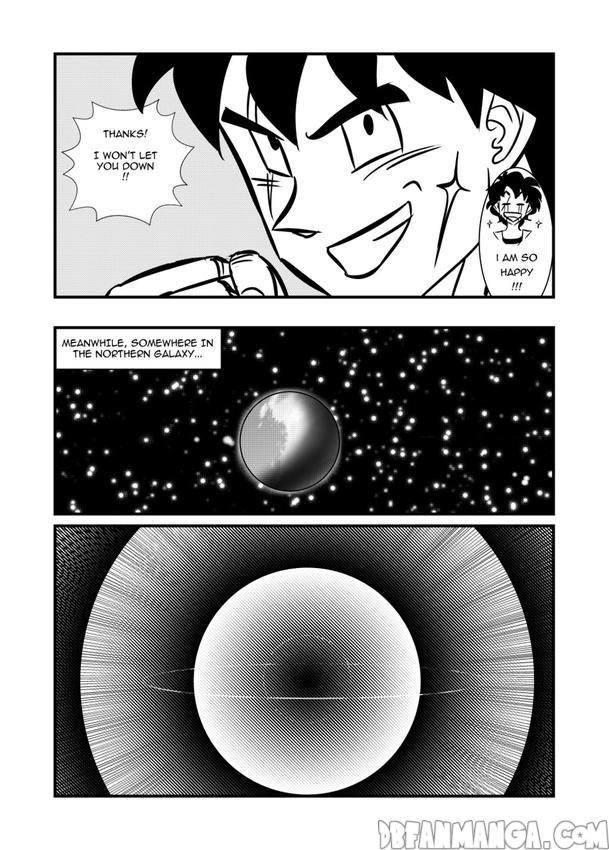 THANKS!
I WON'T LET
YOU DOWN
!!
I AM SO
HAPPY
!!!
MEANWHILE, SOMEWHERE IN
THE NORTHERN GALAXY...
DBFANMANGA.COM